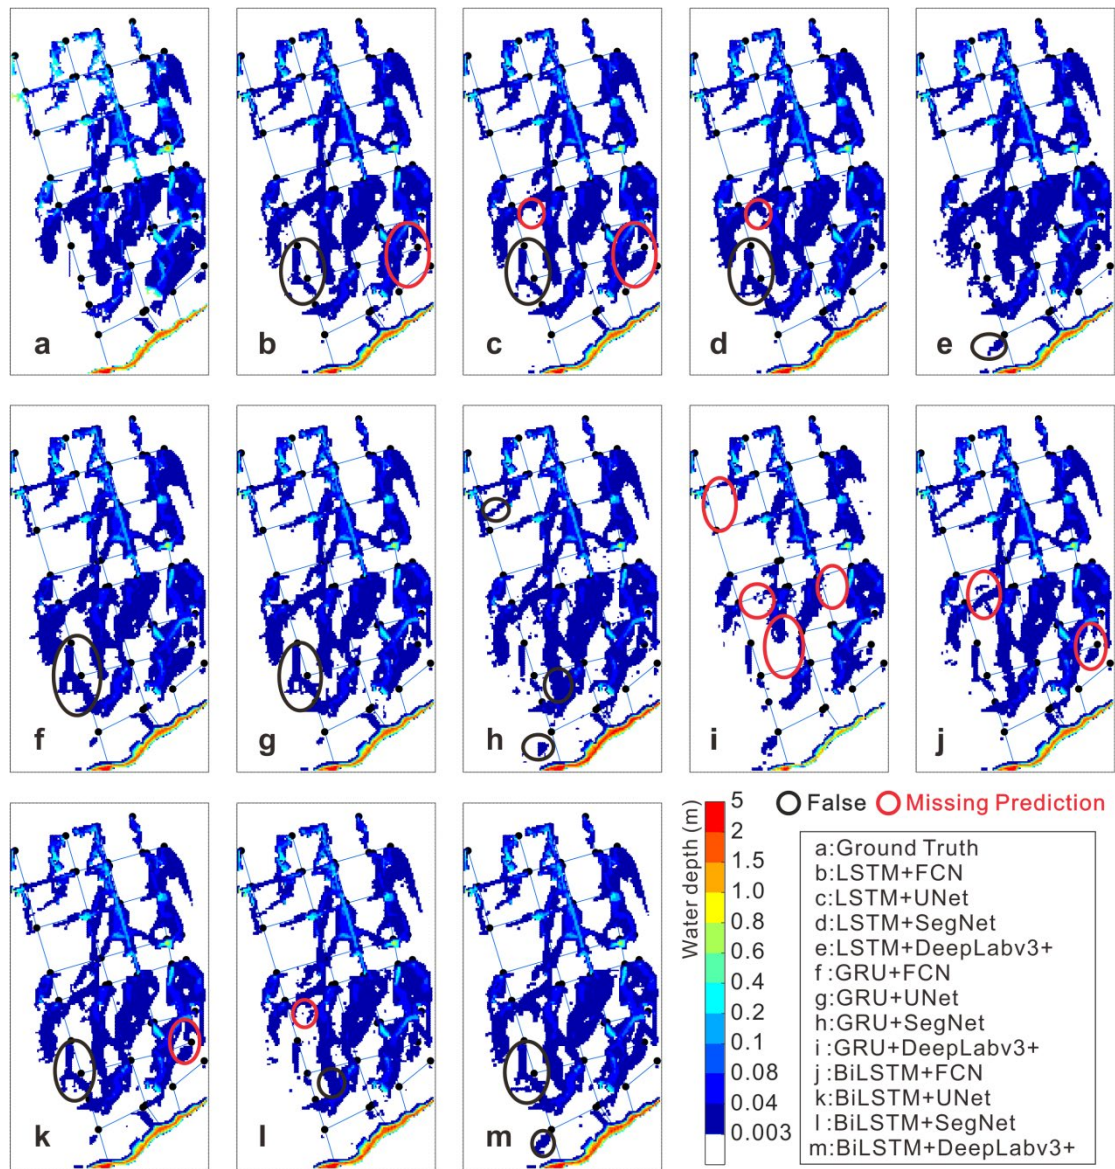 a
b
c
d
e
f
g
h
i
j
False Missing Prediction
k
l
m
Water depth (m)
5
2
1.5
1.0
0.8
0.6
0.4
0.2
0.1
0.08
0.04
0.003
a:Ground Truth
b:LSTM+FCN
c:LSTM+UNet
d:LSTM+SegNet
e:LSTM+DeepLabv3+
f :GRU+FCN
g:GRU+UNet
h:GRU+SegNet
i :GRU+DeepLabv3+
j :BiLSTM+FCN
k:BiLSTM+UNet
l :BiLSTM+SegNet
m:BiLSTM+DeepLabv3+